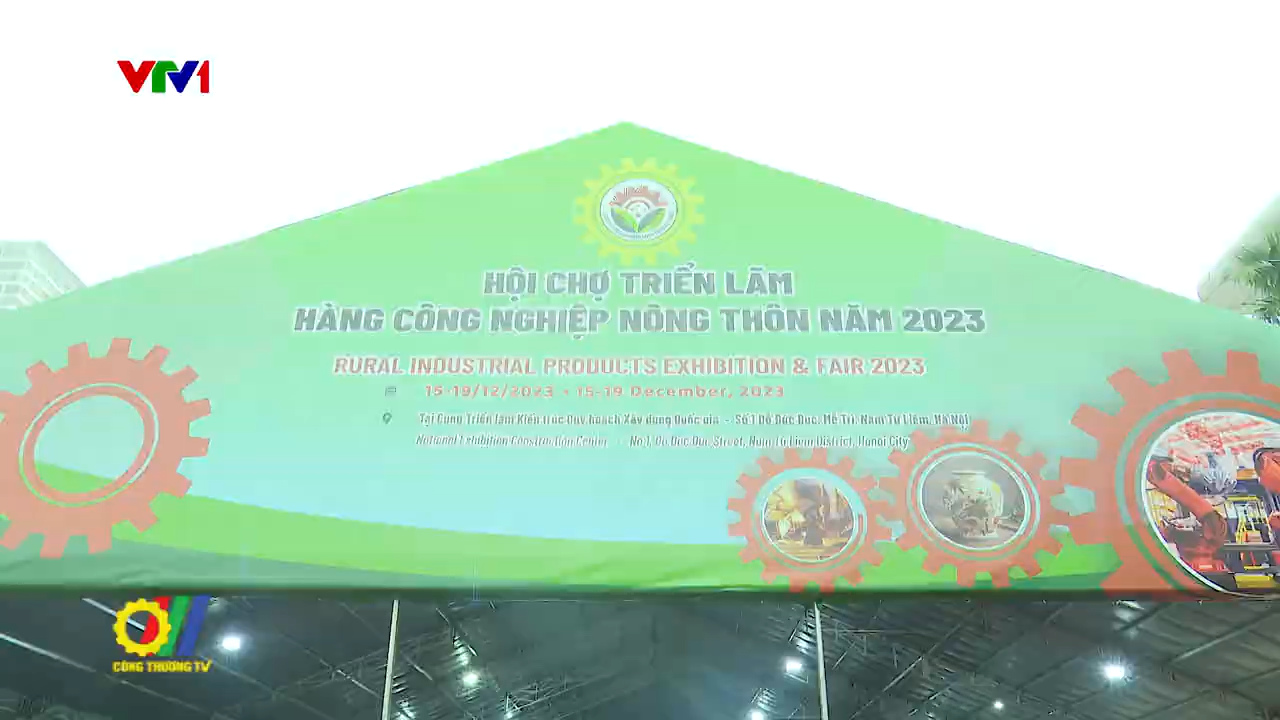 VTV1
HỘI CHỢ TRIỂN LÃM
HÀNG CÔNG NGHIỆP NÔNG THÔN NĂM 2023
RURAL INDUSTRIAL PRODUCTS EXHIBITION & FAIR 2023
15-19/12/2023 • 15-19 December, 2023
Tại Cung Triển lãm Kiến trúc Quy hoạch Xây dựng Quốc gia - Số 1 Đỗ Đức Dục, Mễ Trì, Nam Từ Liêm, Hà Nội
National Exhibition Construction Center - No 1, Do Duc Duc Street, Nam Tu Liem District, Hanoi City
CÔNG THƯƠNG TV